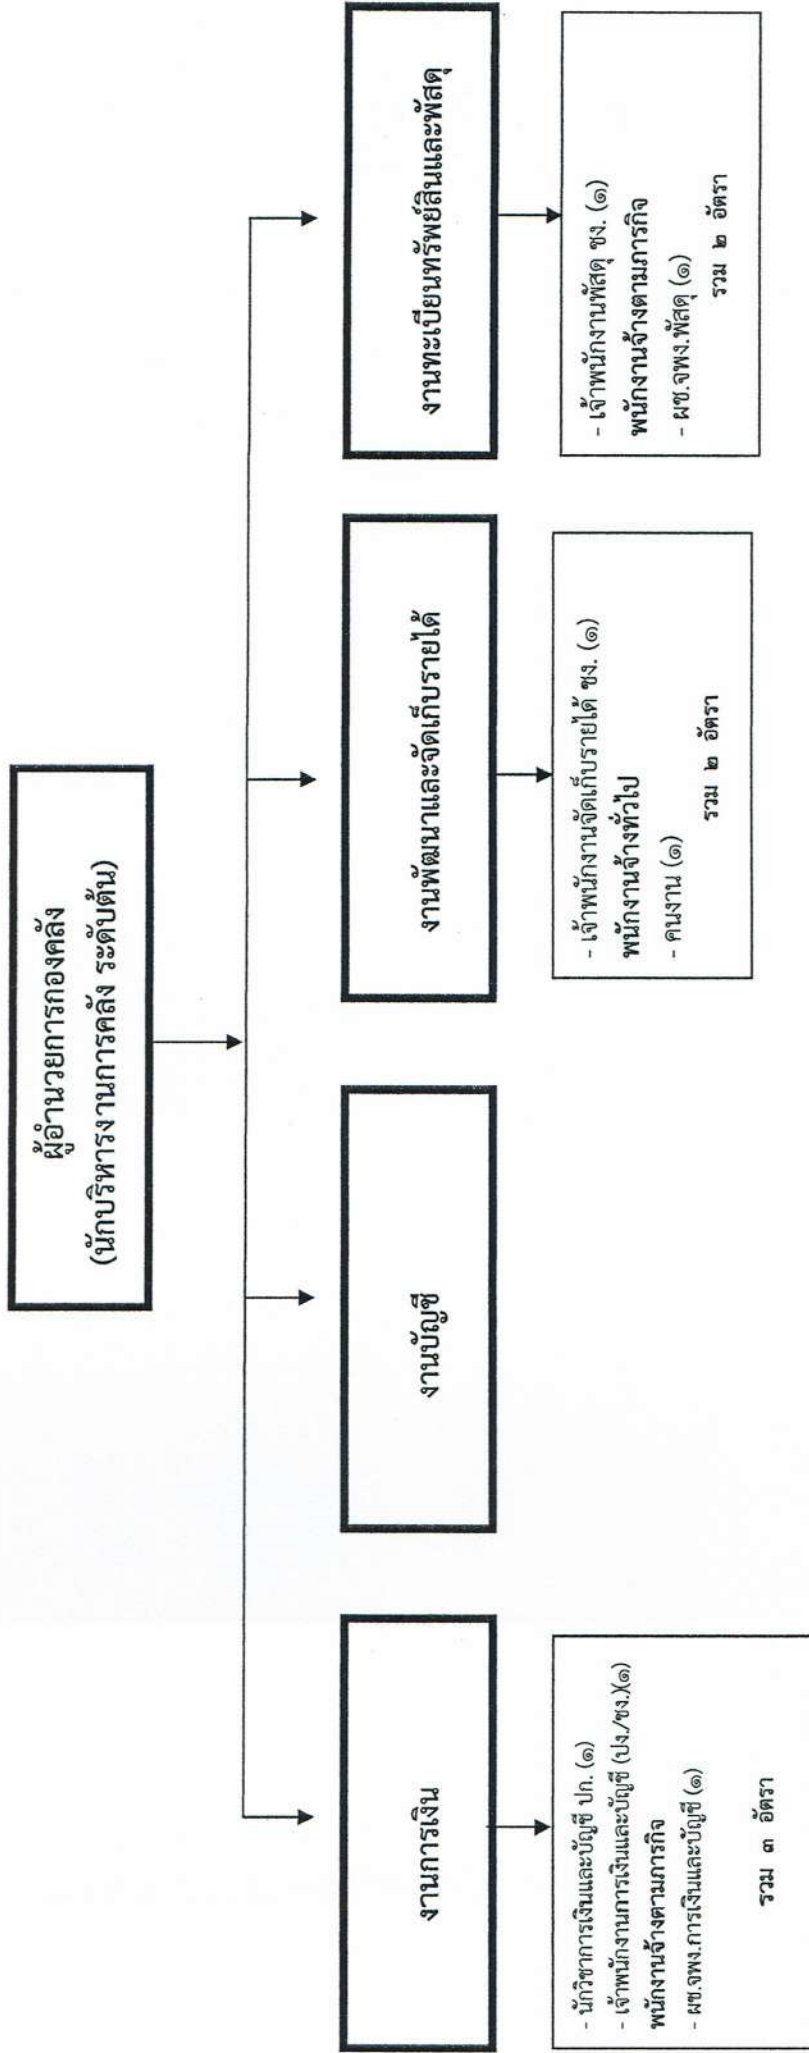 ผู้อำนวยการกองคลัง
(นักบริหารงานการคลัง ระดับต้น)
งานการเงิน
งานบัญชี
งานพัฒนาและจัดเก็บรายได้
งานทะเบียนทรัพย์สินและพัสดุ
- นักวิชาการเงินและบัญชี ปก. (๑)
- เจ้าพนักงานการเงินและบัญชี (ปง./ชง.)(๑)
พนักงานจ้างตามภารกิจ
- ผช.จพง.การเงินและบัญชี (๑)
รวม ๓ อัตรา
- เจ้าพนักงานจัดเก็บรายได้ ชง. (๑)
พนักงานจ้างทั่วไป
- คนงาน (๑)
รวม ๒ อัตรา
- เจ้าพนักงานพัสดุ ชง. (๑)
พนักงานจ้างตามภารกิจ
- ผช.จพง.พัสดุ (๑)
รวม ๒ อัตรา